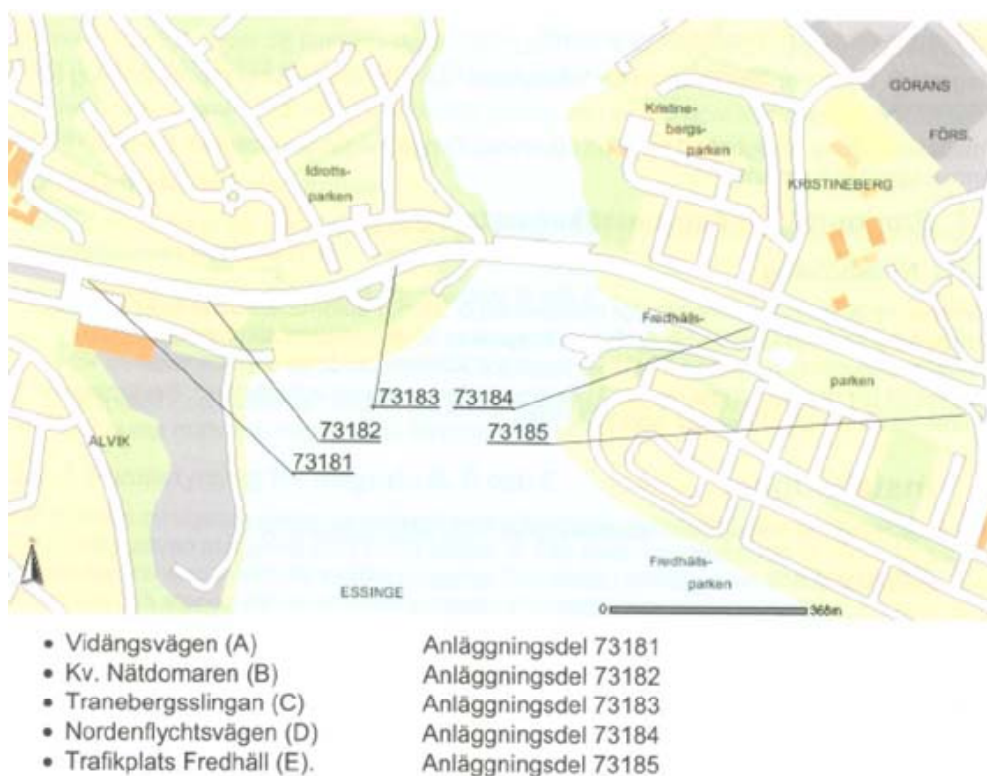 GÖRANS
FÖRS.
Kristine-
bergs-
parken
KRISTINEBERG
Idrotts-
parken
Fredhälls-
parken
73183
73184
73182
73185
73181
ALVIK
Fredhälls-
parken
ESSINGE
0 365m
• Vidängsvägen (A) Anläggningsdel 73181
• Kv. Nätdomaren (B) Anläggningsdel 73182
• Tranebergsslingan (C) Anläggningsdel 73183
• Nordenflychtsvägen (D) Anläggningsdel 73184
• Trafikplats Fredhäll (E). Anläggningsdel 73185